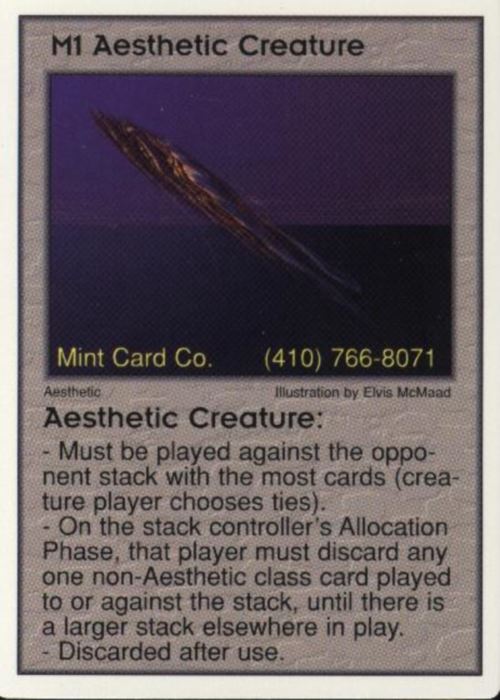 M1 Aesthetic Creature
Mint Card Co. (410) 766-8071
Aesthetic Illustration by Elvis McMaad
Aesthetic Creature:
- Must be played against the oppo-
nent stack with the most cards (crea-
ture player chooses ties).
- On the stack controller's Allocation
Phase, that player must discard any
one non-Aesthetic class card played
to or against the stack, until there is
a larger stack elsewhere in play.
- Discarded after use.